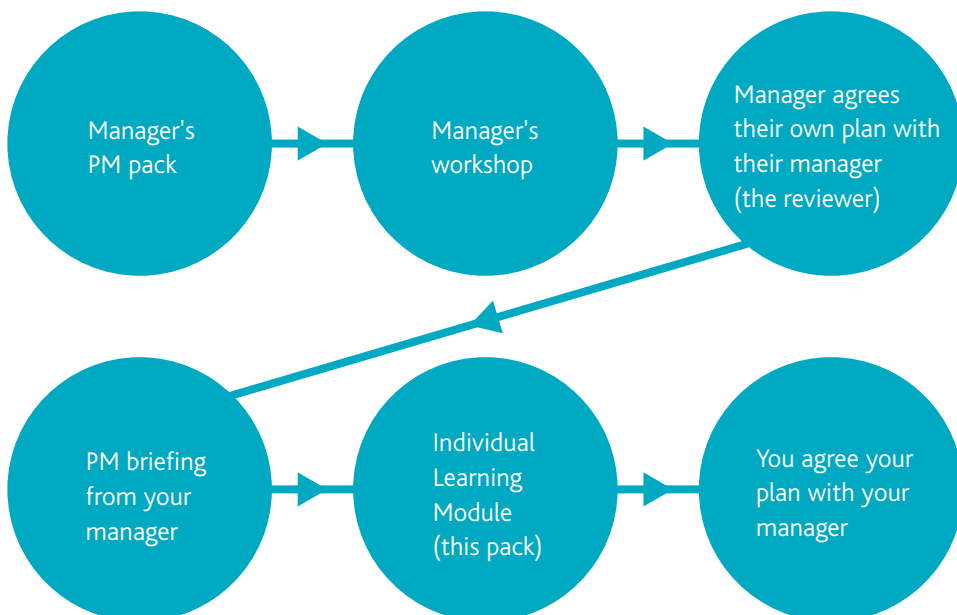 Manager's
PM pack
Manager's
workshop
Manager agrees
their own plan with
their manager
(the reviewer)
PM briefing
from your
manager
Individual
Learning
Module
(this pack)
You agree your
plan with your
manager